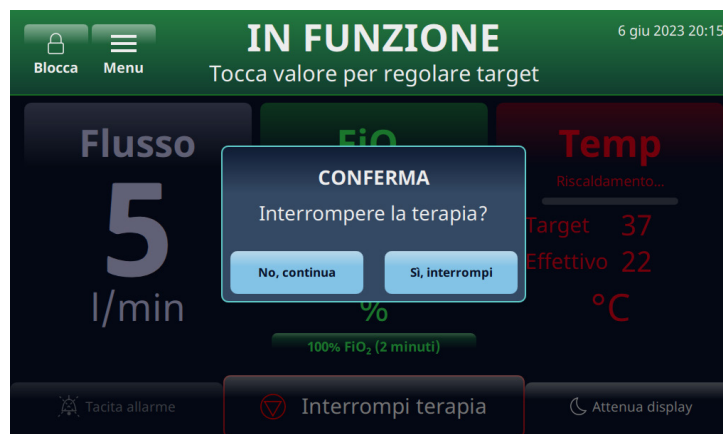 IN FUNZIONE
6 giu 2023 20:15
Blocca
Menu
Tocca valore per regolare target
Flusso
FiO
Temp
Riscaldamento...
CONFERMA
Interrompere la terapia?
5
Target 37
Effettivo 22
No, continua
Sì, interrompi
l/min
%
°C
100% FiO₂ (2 minuti)
Tacita allarme
Interrompi terapia
Attenua display